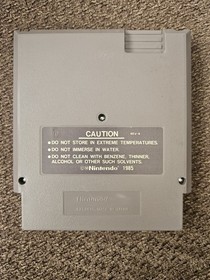 CAUTION
•DO NOT STORE IN EXTREME TEMPERATURES.
•DO NOT IMMERSE IN WATER.
•DO NOT CLEAN WITH BENZENE, THINNER,
ALCOHOL OR OTHER SUCH SOLVENTS.
Nintendo 1985